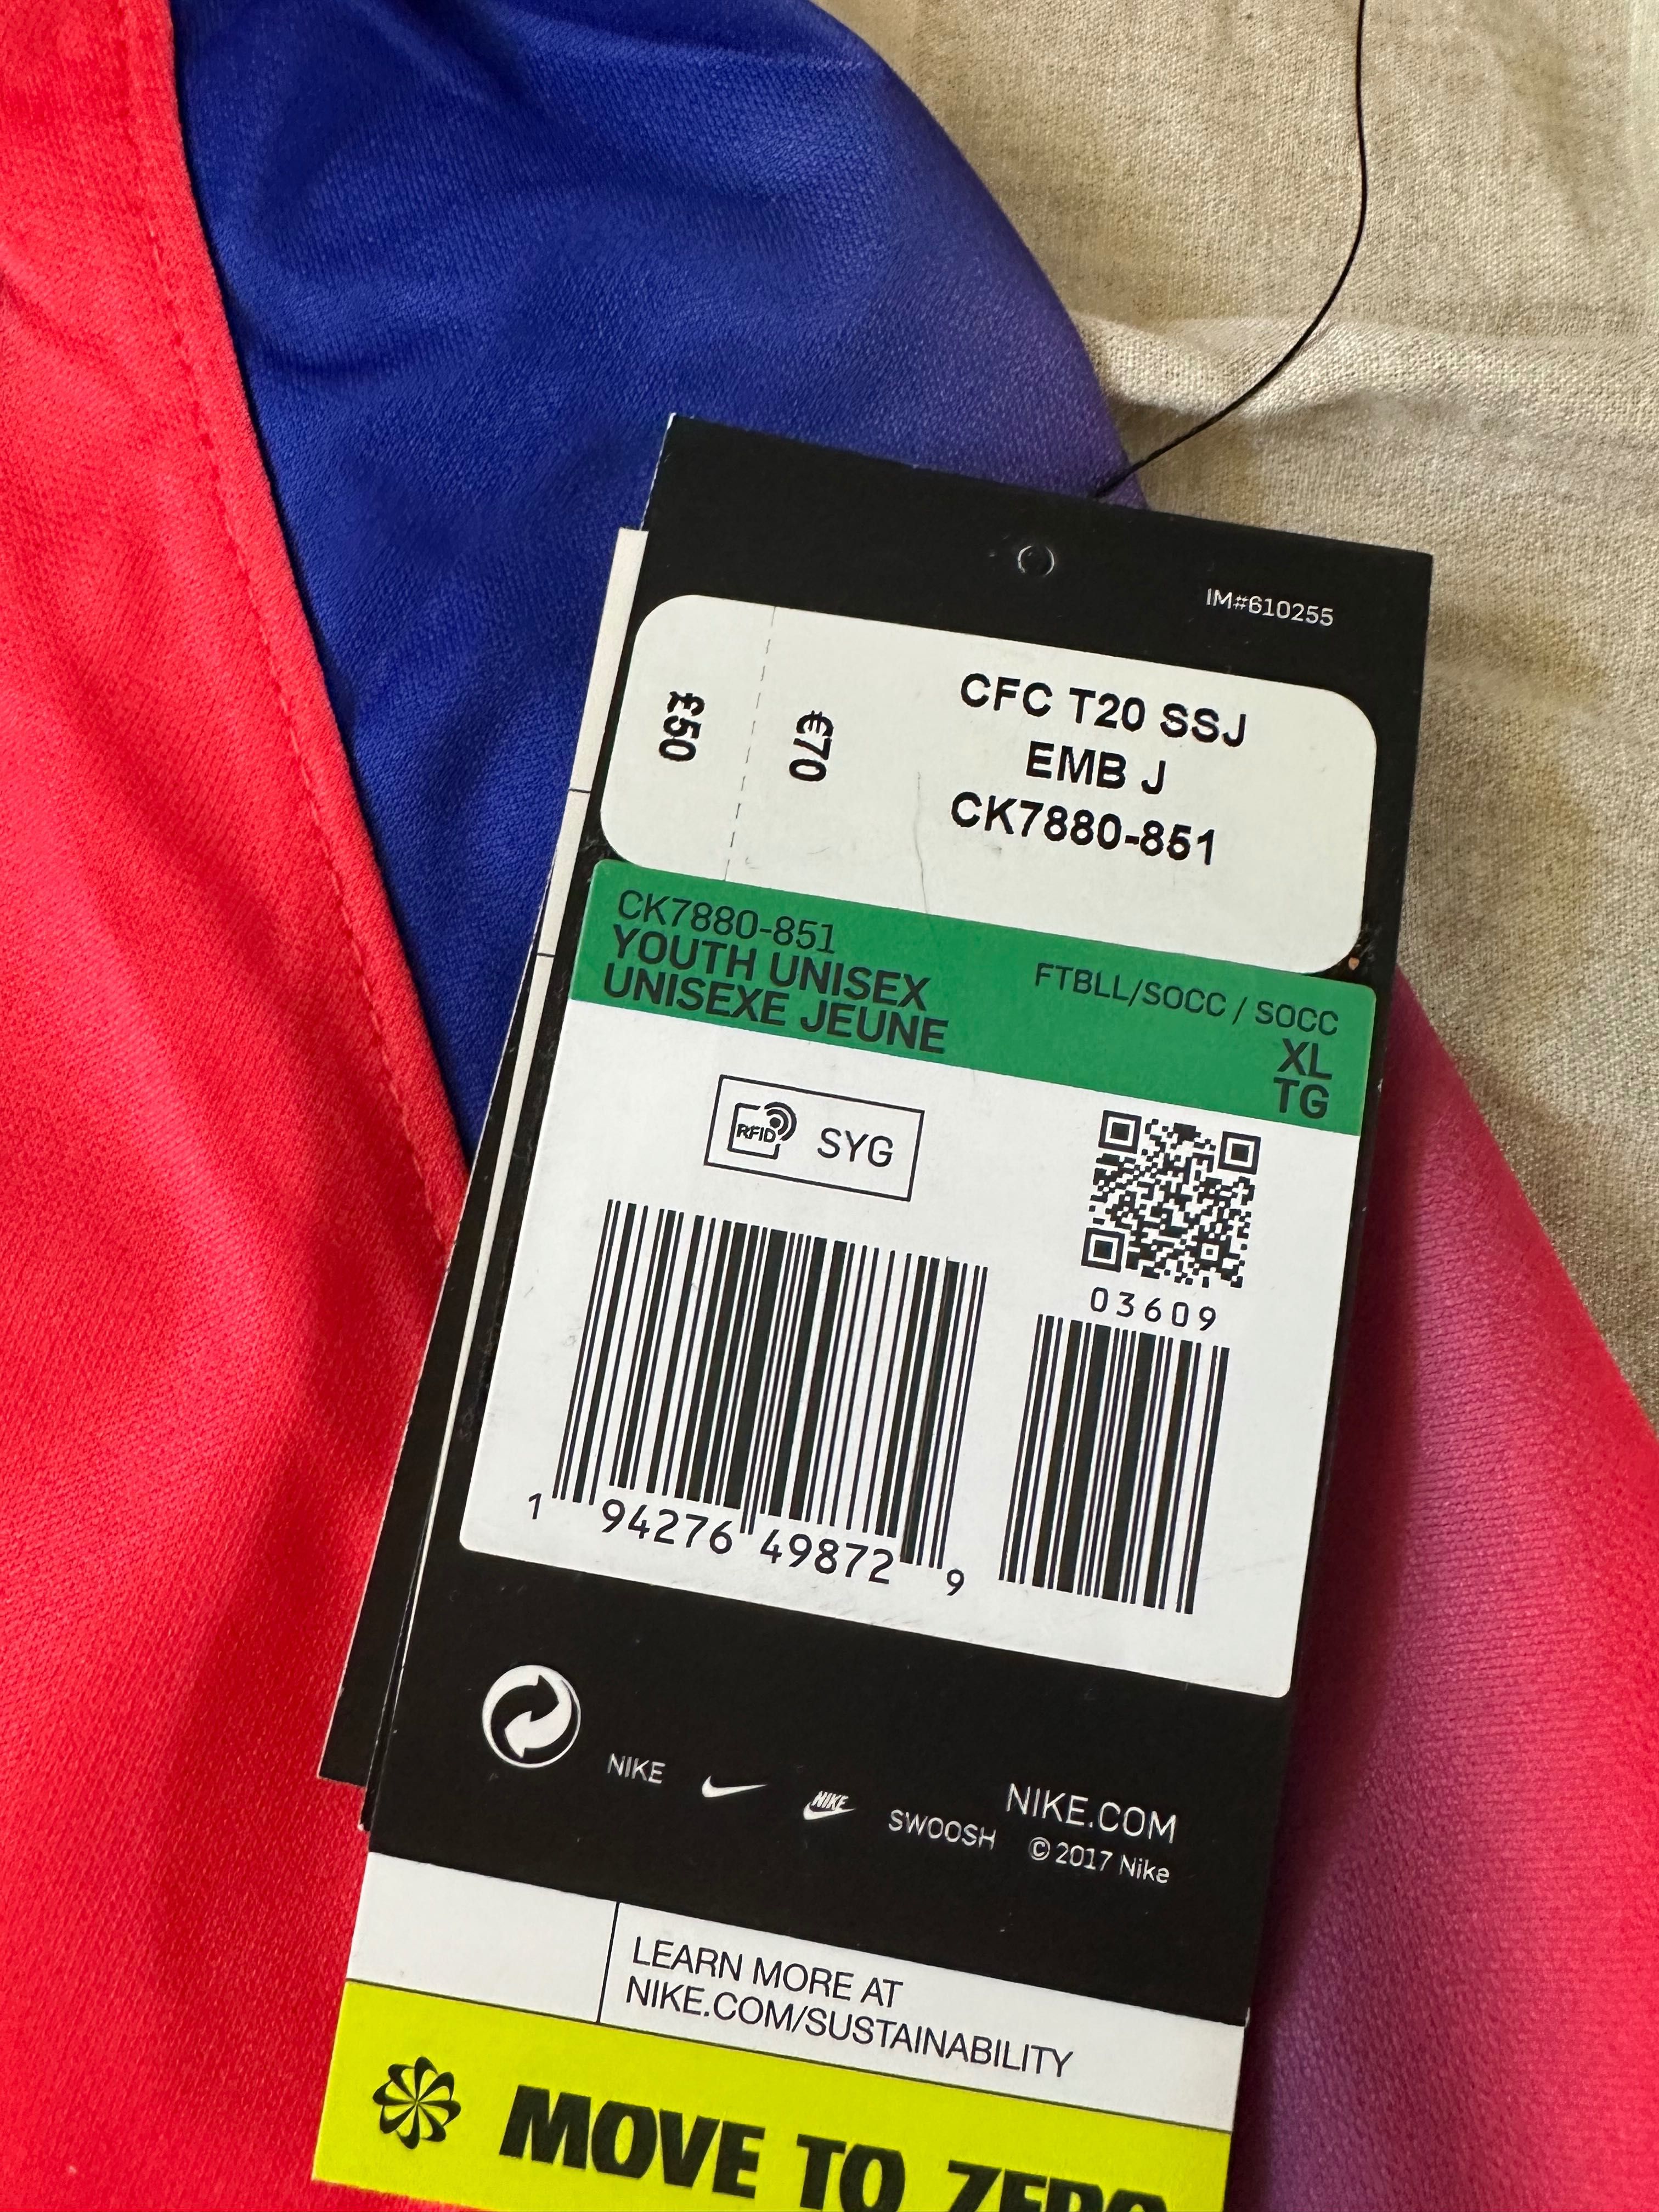 IM#610255
£50
€70
CFC T20 SSJ
EMB J
CK7880-851
CK7880-851
YOUTH UNISEX
UNISEXE JEUNE
FTBLL/SOCC / SOCC
XL
TG
RFID
SYG
03609
1 94276 49872 9
NIKE
NIKE
SWOOSH
NIKE.COM
© 2017 Nike
LEARN MORE AT
NIKE.COM/SUSTAINABILITY
MOVE TO ZERO